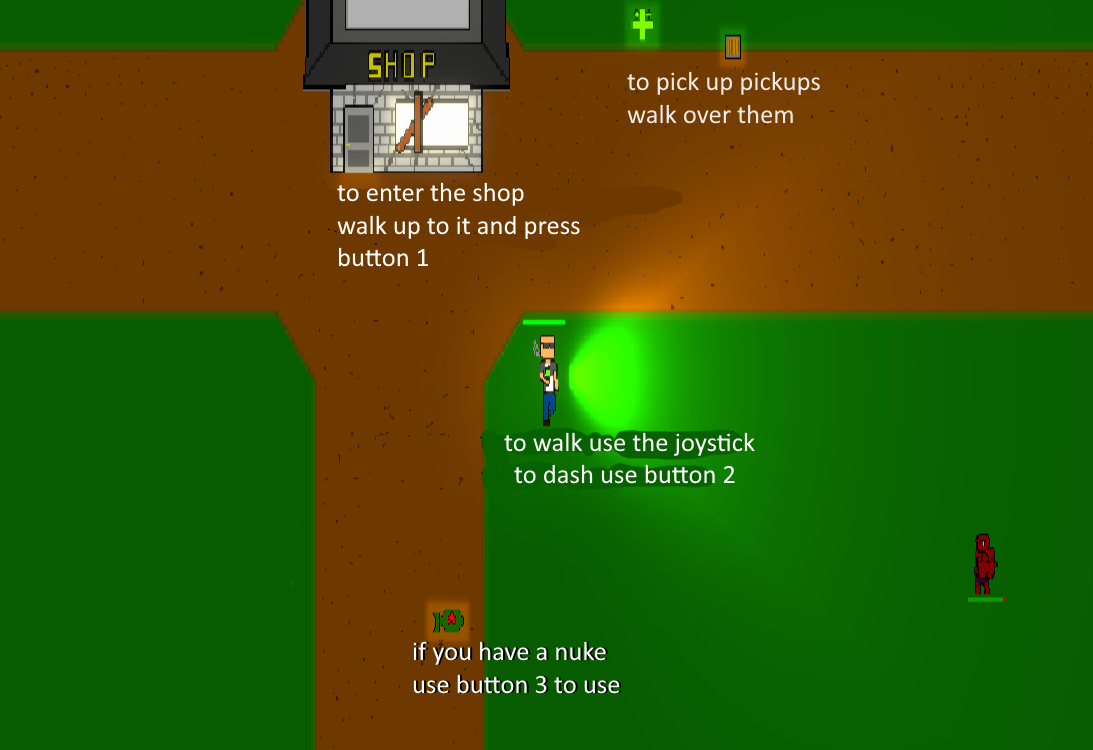 SHOP
to pick up pickups
walk over them
to enter the shop
walk up to it and press
button 1
to walk use the joystick
to dash use button 2
if you have a nuke
use button 3 to use